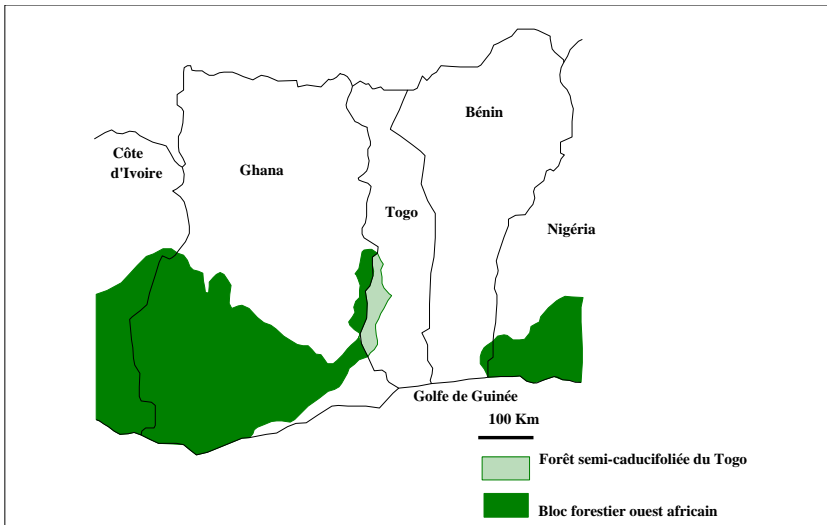 Bénin
Côte
d'Ivoire
Ghana
Togo
Nigéria
Golfe de Guinée
100 Km
Forêt semi-caducifoliée du Togo
Bloc forestier ouest africain